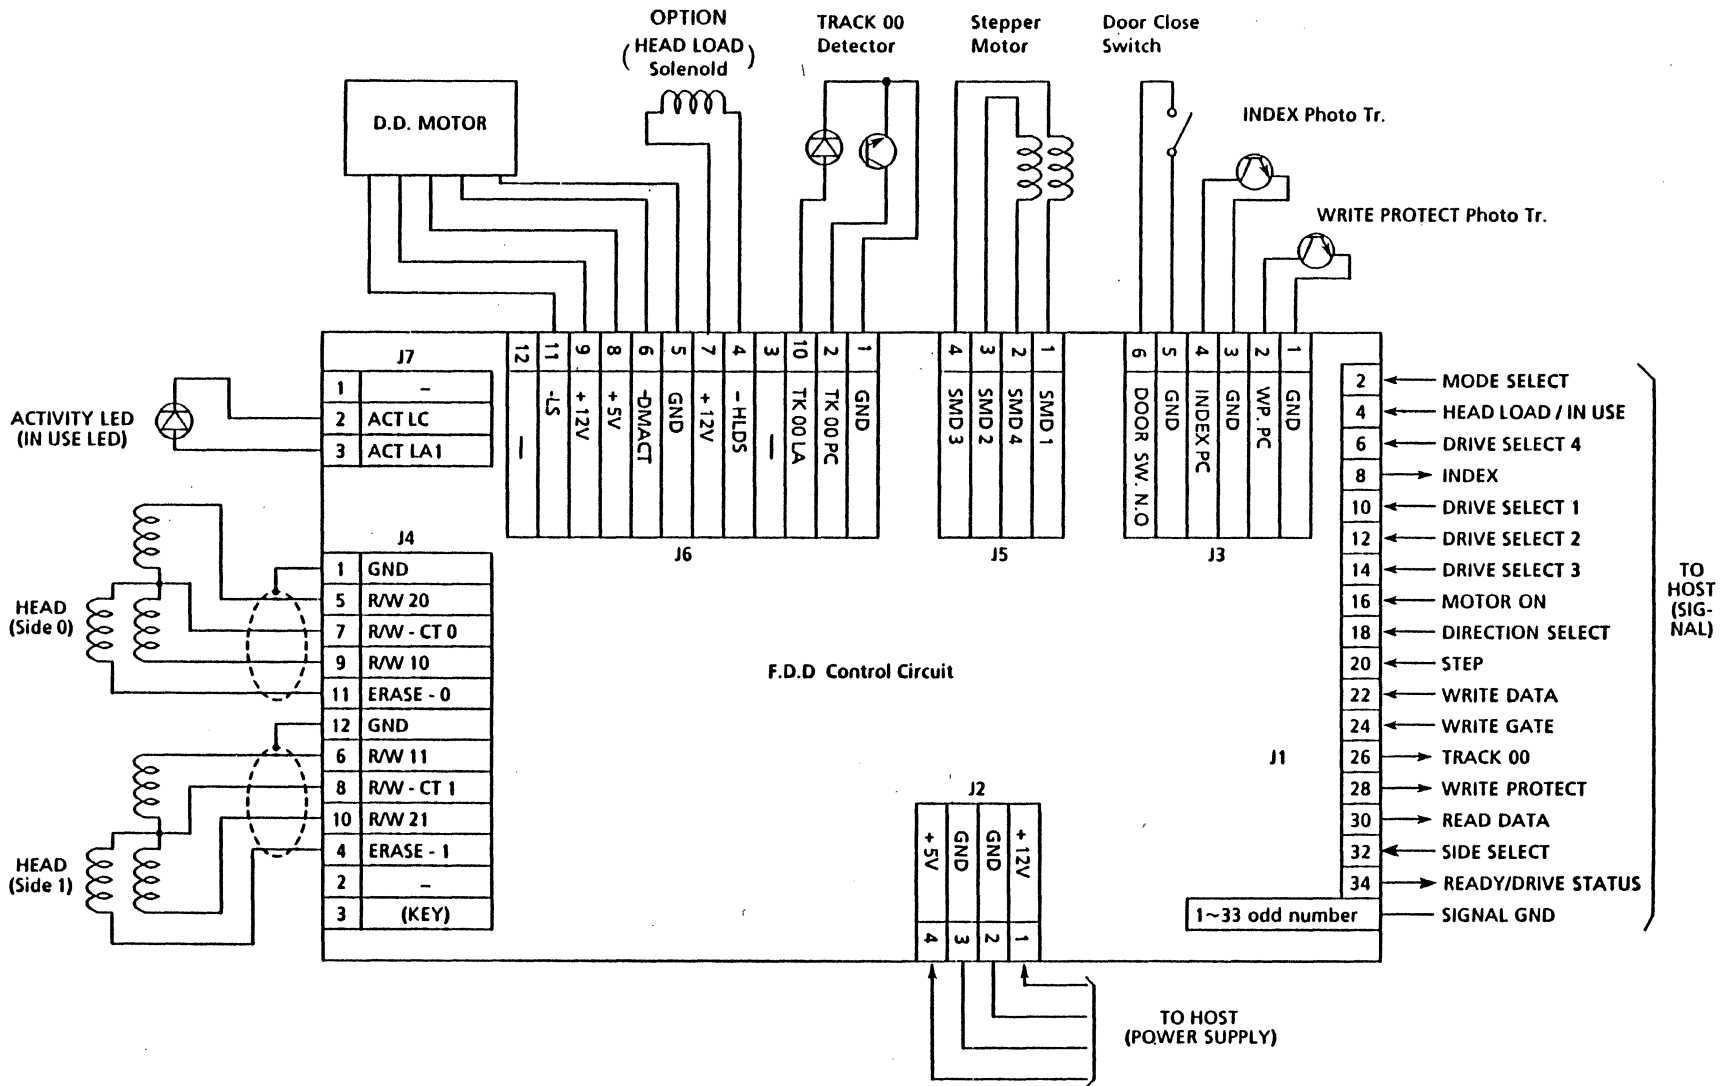 OPTION
(HEAD LOAD)
Solenold
TRACK 00
Detector
Stepper
Motor
Door Close
Switch
D.D. MOTOR
INDEX Photo Tr.
WRITE PROTECT Photo Tr.
ACTIVITY LED
(IN USE LED)
J7
1 –
2 ACT LC
3 ACT LA1
12 –
11 -LS
9 + 12V
8 + 5V
6 -DMACT
5 GND
7 + 12V
4 – HLDS
3 –
10 TK 00 LA
2 TK 00 PC
1 GND
J6
4 SMD 3
3 SMD 2
2 SMD 4
1 SMD 1
J5
6 DOOR SW. N.O
5 GND
4 INDEX PC
3 GND
2 WP. PC
1 GND
J3
HEAD
(Side 0)
HEAD
(Side 1)
J4
1 GND
5 R/W 20
7 R/W - CT 0
9 R/W 10
11 ERASE - 0
12 GND
6 R/W 11
8 R/W - CT 1
10 R/W 21
4 ERASE - 1
2 –
3 (KEY)
F.D.D Control Circuit
J1
2 MODE SELECT
4 HEAD LOAD / IN USE
6 DRIVE SELECT 4
8 INDEX
10 DRIVE SELECT 1
12 DRIVE SELECT 2
14 DRIVE SELECT 3
16 MOTOR ON
18 DIRECTION SELECT
20 STEP
22 WRITE DATA
24 WRITE GATE
26 TRACK 00
28 WRITE PROTECT
30 READ DATA
32 SIDE SELECT
34 READY/DRIVE STATUS
1~33 odd number SIGNAL GND
TO
HOST
(SIG-
NAL)
J2
4 + 5V
3 GND
2 GND
1 + 12V
TO HOST
(POWER SUPPLY)